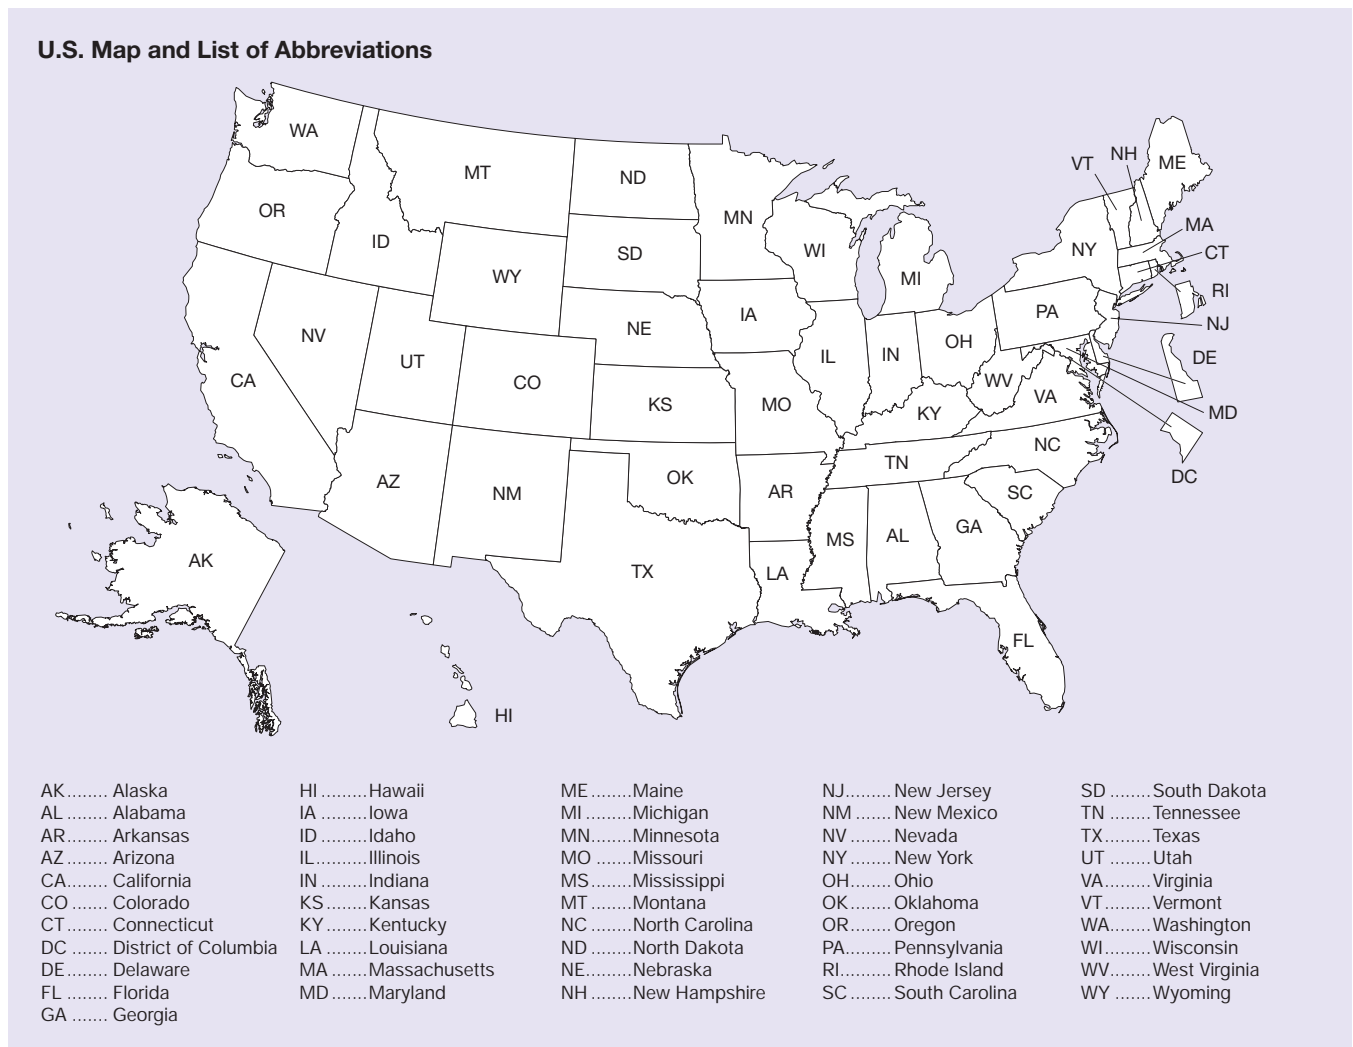 U.S. Map and List of Abbreviations
WA
MT
ND
MN
VT
NH
ME
OR
ID
SD
WI
MI
NY
MA
CT
WY
IA
NE
PA
RI
NJ
NV
UT
CO
IL
IN
OH
DE
CA
KS
MO
WV
VA
MD
KY
NC
DC
AZ
NM
OK
AR
TN
SC
AK
TX
LA
MS
AL
GA
FL
HI
AK........ Alaska
AL ........ Alabama
AR........ Arkansas
AZ ........ Arizona
CA........ California
CO ....... Colorado
CT ........ Connecticut
DC ....... District of Columbia
DE........ Delaware
FL ........ Florida
GA ....... Georgia
HI .........Hawaii
IA .........Iowa
ID .........Idaho
IL..........Illinois
IN .........Indiana
KS ........Kansas
KY ........Kentucky
LA ........Louisiana
MA .......Massachusetts
MD .......Maryland
ME ........Maine
MI .........Michigan
MN........Minnesota
MO .......Missouri
MS ........Mississippi
MT ........Montana
NC ........North Carolina
ND ........North Dakota
NE.........Nebraska
NH ........New Hampshire
NJ.........New Jersey
NM ........New Mexico
NV ........Nevada
NY ........New York
OH........Ohio
OK ........Oklahoma
OR........Oregon
PA.........Pennsylvania
RI..........Rhode Island
SC ........South Carolina
SD ........South Dakota
TN ........Tennessee
TX.........Texas
UT ........Utah
VA.........Virginia
VT.........Vermont
WA........Washington
WI .........Wisconsin
WV........West Virginia
WY .......Wyoming